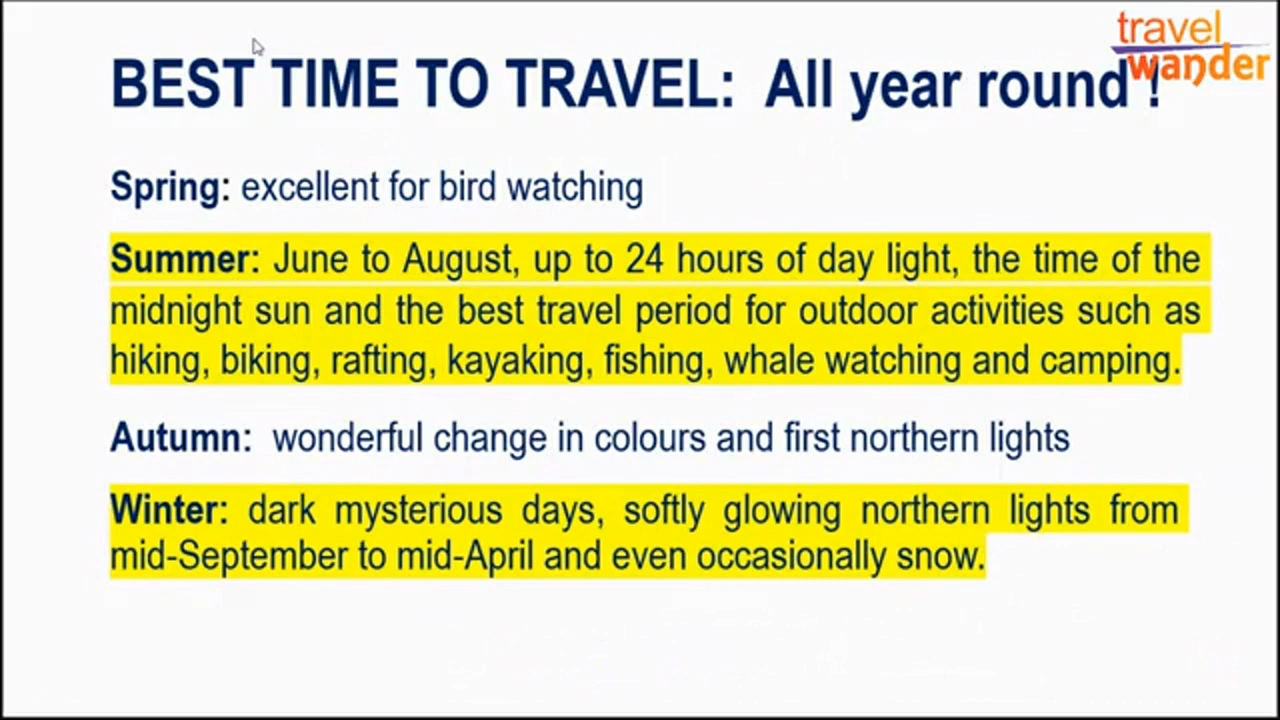 travel
wander
BEST TIME TO TRAVEL: All year round !
Spring: excellent for bird watching
Summer: June to August, up to 24 hours of day light, the time of the
midnight sun and the best travel period for outdoor activities such as
hiking, biking, rafting, kayaking, fishing, whale watching and camping.
Autumn: wonderful change in colours and first northern lights
Winter: dark mysterious days, softly glowing northern lights from
mid-September to mid-April and even occasionally snow.